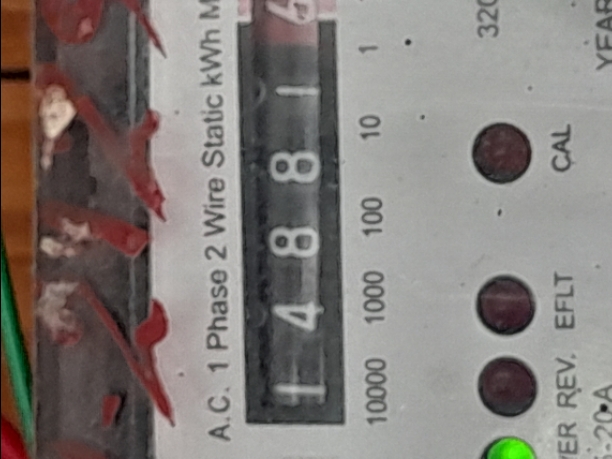 A.C. 1 Phase 2 Wire Static kWh M
1 4 8 8 1
10000 1000 100 10 1
320
CAL
EFLT
REV.
YEAR